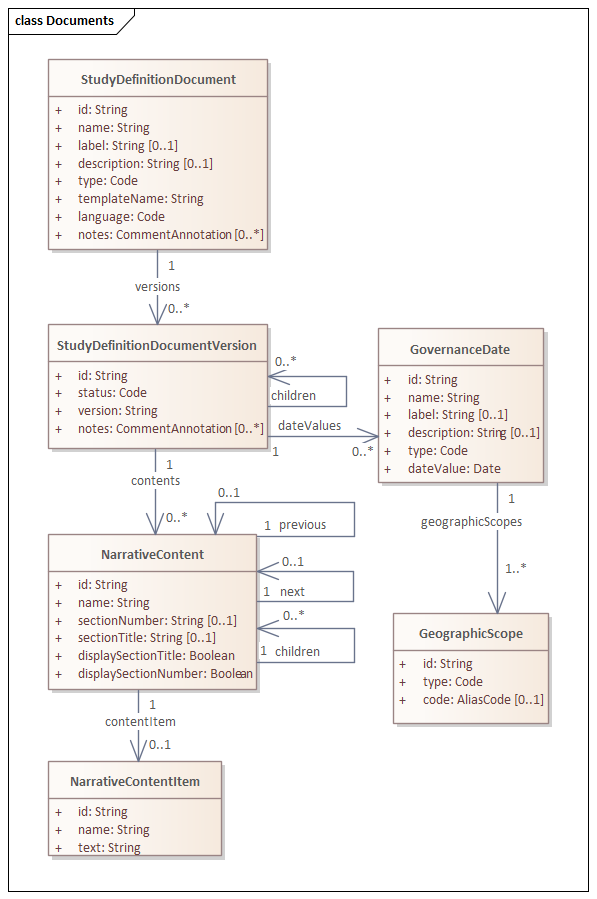 class Documents
StudyDefinitionDocument
+ id: String
+ name: String
+ label: String [0..1]
+ description: String [0..1]
+ type: Code
+ templateName: String
+ language: Code
+ notes: CommentAnnotation [0..*]
1
versions
0..*
StudyDefinitionDocumentVersion
+ id: String
+ status: Code
+ version: String
+ notes: CommentAnnotation [0..*]
0..*
children
dateValues
1
0..*
GovernanceDate
+ id: String
+ name: String
+ label: String [0..1]
+ description: String [0..1]
+ type: Code
+ dateValue: Date
1
contents
0..*
0..1
1 previous
1
geographicScopes
1..*
NarrativeContent
+ id: String
+ name: String
+ sectionNumber: String [0..1]
+ sectionTitle: String [0..1]
+ displaySectionTitle: Boolean
+ displaySectionNumber: Boolean
0..1
1 next
0..*
1 children
GeographicScope
+ id: String
+ type: Code
+ code: AliasCode [0..1]
1
contentItem
0..1
NarrativeContentItem
+ id: String
+ name: String
+ text: String